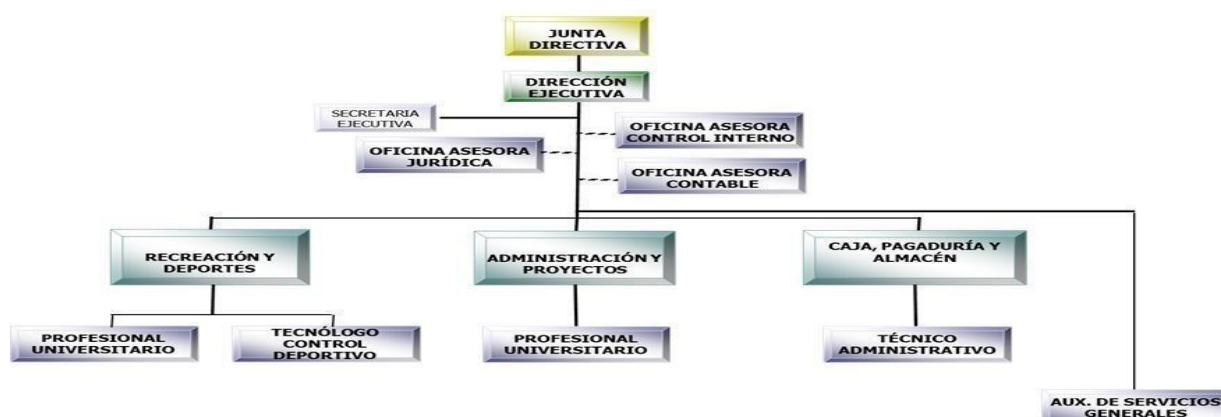 JUNTA
DIRECTIVA
DIRECCIÓN
EJECUTIVA
SECRETARIA
EJECUTIVA
OFICINA ASESORA
CONTROL INTERNO
OFICINA ASESORA
JURÍDICA
OFICINA ASESORA
CONTABLE
RECREACIÓN Y
DEPORTES
ADMINISTRACIÓN Y
PROYECTOS
CAJA, PAGADURÍA Y
ALMACÉN
PROFESIONAL
UNIVERSITARIO
TECNÓLOGO
CONTROL
DEPORTIVO
PROFESIONAL
UNIVERSITARIO
TÉCNICO
ADMINISTRATIVO
AUX. DE SERVICIOS
GENERALES